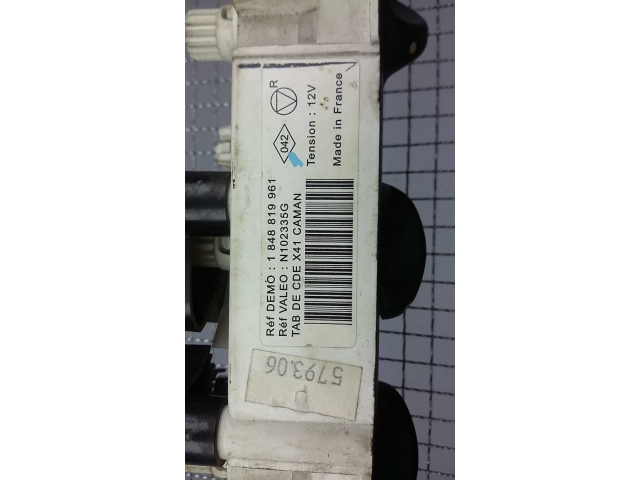 Réf DEMO : 1 848 819 961
Réf VALEO : N102335G
TAB DE CDE X41 CAMAN
042
R
Tension : 12V
Made in France
5793.06